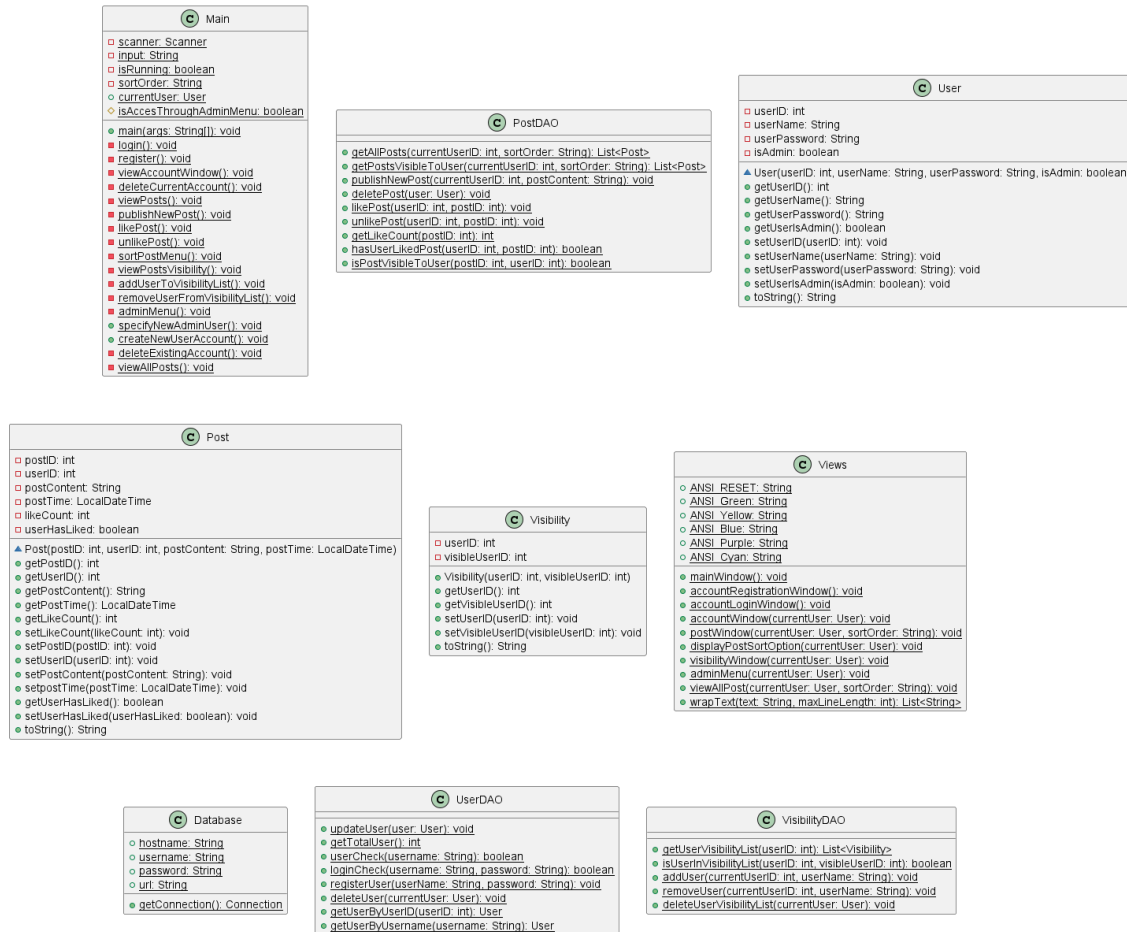 C Main
scanner: Scanner
input: String
isRunning: boolean
sortOrder: String
currentUser: User
isAccesThroughAdminMenu: boolean
main(args: String[]): void
login(): void
register(): void
viewAccountWindow(): void
deleteCurrentAccount(): void
viewPosts(): void
publishNewPost(): void
likePost(): void
unlikePost(): void
sortPostMenu(): void
viewPostsVisibility(): void
addUserToVisibilityList(): void
removeUserFromVisibilityList(): void
adminMenu(): void
specifyNewAdminUser(): void
createNewUserAccount(): void
deleteExistingAccount(): void
viewAllPosts(): void
C PostDAO
getAllPosts(currentUserID: int, sortOrder: String): List<Post>
getPostsVisibleToUser(currentUserID: int, sortOrder: String): List<Post>
publishNewPost(currentUserID: int, postContent: String): void
deletePost(user: User): void
likePost(userID: int, postID: int): void
unlikePost(userID: int, postID: int): void
getLikeCount(postID: int): int
hasUserLikedPost(userID: int, postID: int): boolean
isPostVisibleToUser(postID: int, userID: int): boolean
C User
userID: int
userName: String
userPassword: String
isAdmin: boolean
User(userID: int, userName: String, userPassword: String, isAdmin: boolean
getUserID(): int
getUserName(): String
getUserPassword(): String
getUserIsAdmin(): boolean
setUserID(userID: int): void
setUserName(userName: String): void
setUserPassword(userPassword: String): void
setUserIsAdmin(isAdmin: boolean): void
toString(): String
C Post
postID: int
userID: int
postContent: String
postTime: LocalDateTime
likeCount: int
userHasLiked: boolean
Post(postID: int, userID: int, postContent: String, postTime: LocalDateTime)
getPostID(): int
getUserID(): int
getPostContent(): String
getPostTime(): LocalDateTime
getLikeCount(): int
setLikeCount(likeCount: int): void
setPostID(postID: int): void
setUserID(userID: int): void
setPostContent(postContent: String): void
setpostTime(postTime: LocalDateTime): void
getUserHasLiked(): boolean
setUserHasLiked(userHasLiked: boolean): void
toString(): String
C Visibility
userID: int
visibleUserID: int
Visibility(userID: int, visibleUserID: int)
getUserID(): int
getVisibleUserID(): int
setUserID(userID: int): void
setVisibleUserID(visibleUserID: int): void
toString(): String
C Views
ANSI_RESET: String
ANSI_Green: String
ANSI_Yellow: String
ANSI_Blue: String
ANSI_Purple: String
ANSI_Cyan: String
mainWindow(): void
accountRegistrationWindow(): void
accountLoginWindow(): void
accountWindow(currentUser: User): void
postWindow(currentUser: User, sortOrder: String): void
displayPostSortOption(currentUser: User): void
visibilityWindow(currentUser: User): void
adminMenu(currentUser: User): void
viewAllPost(currentUser: User, sortOrder: String): void
wrapText(text: String, maxLineLength: int): List<String>
C Database
hostname: String
username: String
password: String
url: String
getConnection(): Connection
C UserDAO
updateUser(user: User): void
getTotalUser(): int
userCheck(username: String): boolean
loginCheck(username: String, password: String): boolean
registerUser(userName: String, password: String): void
deleteUser(currentUser: User): void
getUserByUserID(userID: int): User
getUserByUsername(username: String): User
C VisibilityDAO
getUserVisibilityList(userID: int): List<Visibility>
isUserInVisibilityList(userID: int, visibleUserID: int): boolean
addUser(currentUserID: int, userName: String): void
removeUser(currentUserID: int, userName: String): void
deleteUserVisibilityList(currentUser: User): void